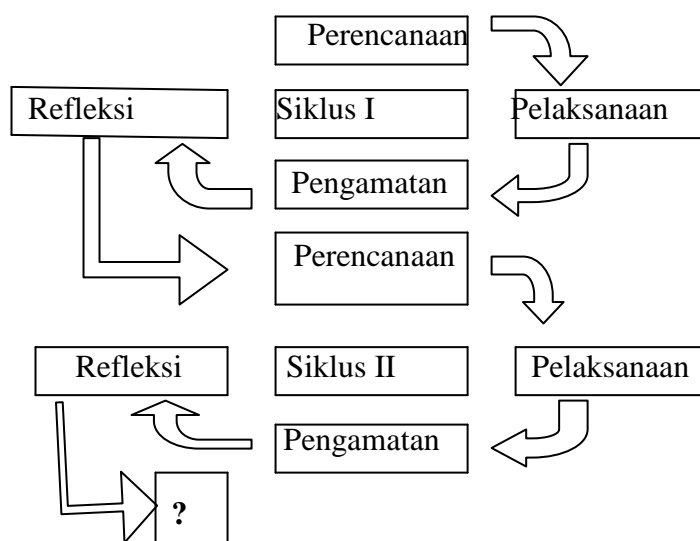 Perencanaan
Refleksi
Siklus I
Pelaksanaan
Pengamatan
Perencanaan
Refleksi
Siklus II
Pelaksanaan
Pengamatan
?